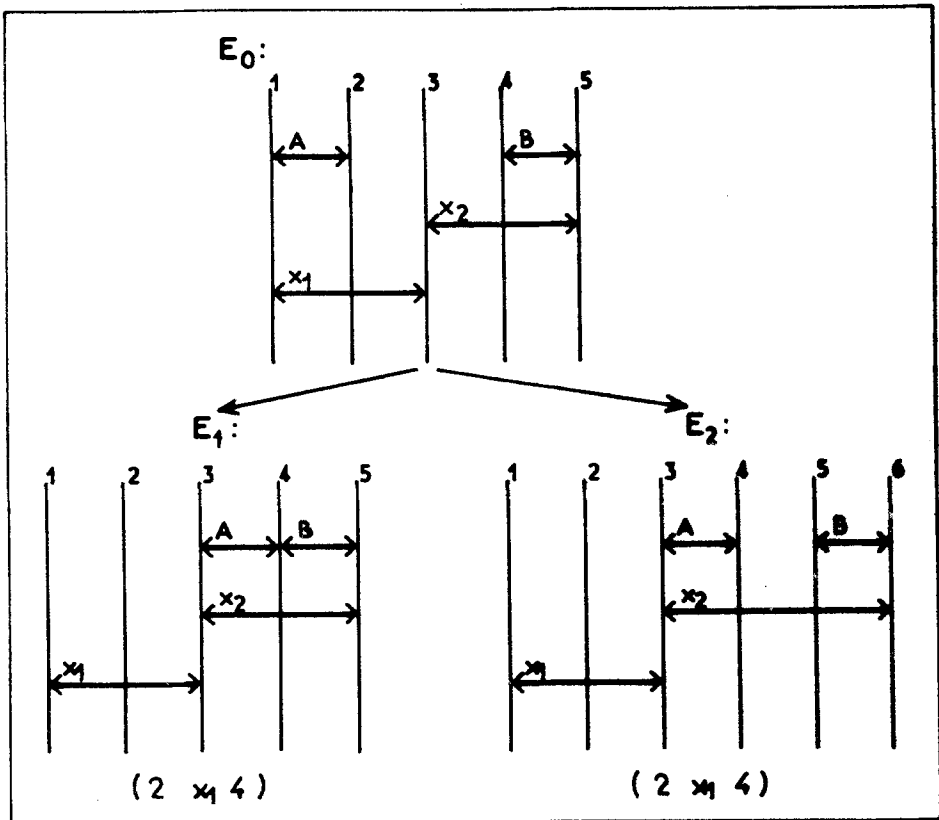 E₀:
1 2 3 4 5
A B
x₂
x₁
E₁: E₂:
1 2 3 4 5 1 2 3 4 5 6
A B A B
x₂ x₂
x₁ x₁
(2 x₁ 4) (2 x₁ 4)